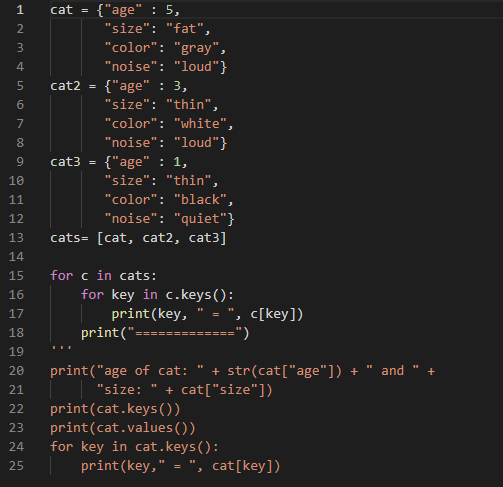 1 cat = {"age" : 5,
2 "size": "fat",
3 "color": "gray",
4 "noise": "loud"}
5 cat2 = {"age" : 3,
6 "size": "thin",
7 "color": "white",
8 "noise": "loud"}
9 cat3 = {"age" : 1,
10 "size": "thin",
11 "color": "black",
12 "noise": "quiet"}
13 cats= [cat, cat2, cat3]
14
15 for c in cats:
16     for key in c.keys():
17         print(key, " = ", c[key])
18     print("=============")
19 '''
20 print("age of cat: " + str(cat["age"]) + " and " +
21       "size: " + cat["size"])
22 print(cat.keys())
23 print(cat.values())
24 for key in cat.keys():
25     print(key," = ", cat[key])